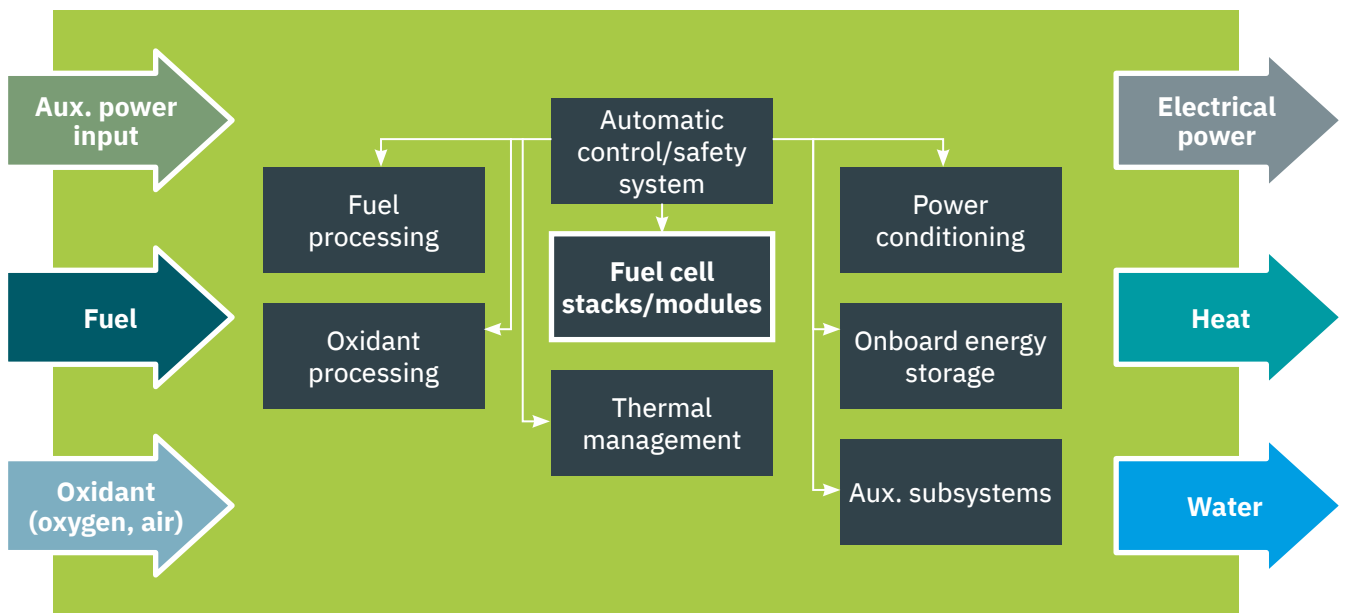 Aux. power
input
Fuel
Oxidant
(oxygen, air)
Automatic
control/safety
system
Fuel
processing
Oxidant
processing
Fuel cell
stacks/modules
Thermal
management
Power
conditioning
Onboard energy
storage
Aux. subsystems
Electrical
power
Heat
Water